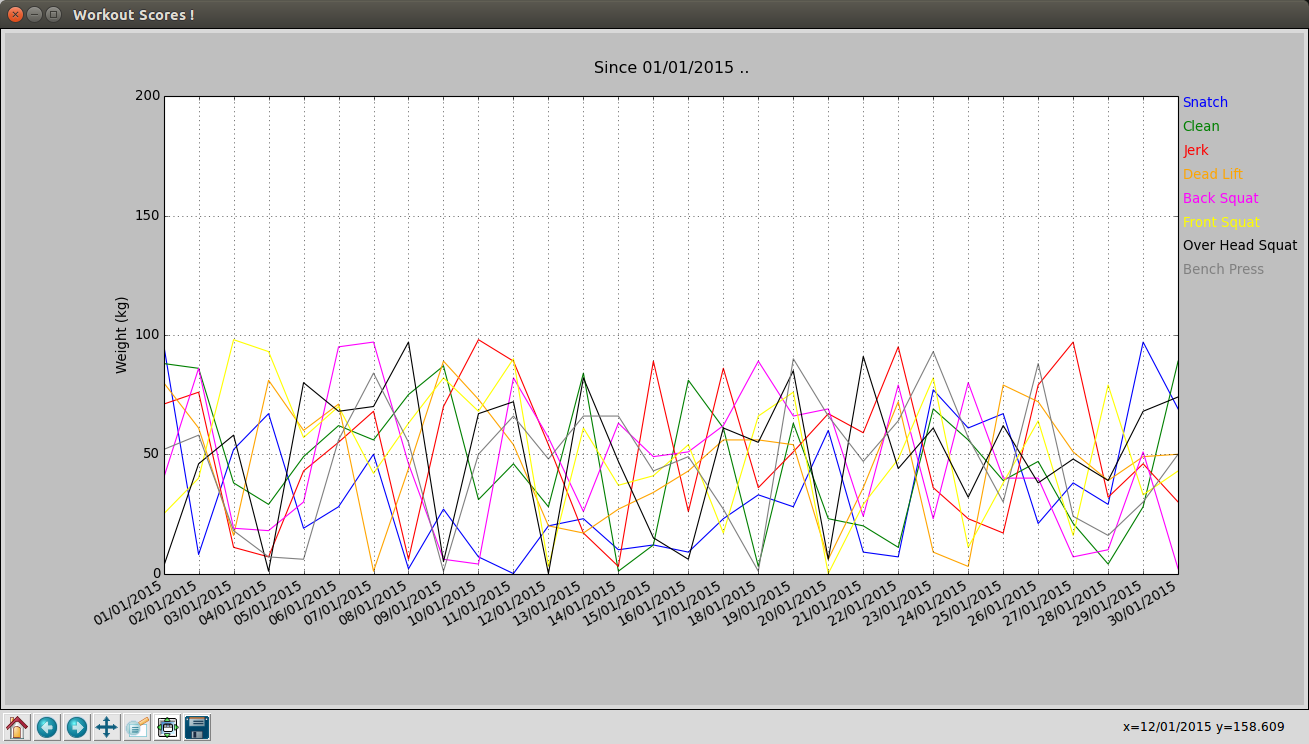 Workout Scores !
Since 01/01/2015 ..
200
150
100
50
0
Weight (kg)
Snatch
Clean
Jerk
Dead Lift
Back Squat
Front Squat
Over Head Squat
Bench Press
01/01/2015
02/01/2015
03/01/2015
04/01/2015
05/01/2015
06/01/2015
07/01/2015
08/01/2015
09/01/2015
10/01/2015
11/01/2015
12/01/2015
13/01/2015
14/01/2015
15/01/2015
16/01/2015
17/01/2015
18/01/2015
19/01/2015
20/01/2015
21/01/2015
22/01/2015
23/01/2015
24/01/2015
25/01/2015
26/01/2015
27/01/2015
28/01/2015
29/01/2015
30/01/2015
x=12/01/2015 y=158.609